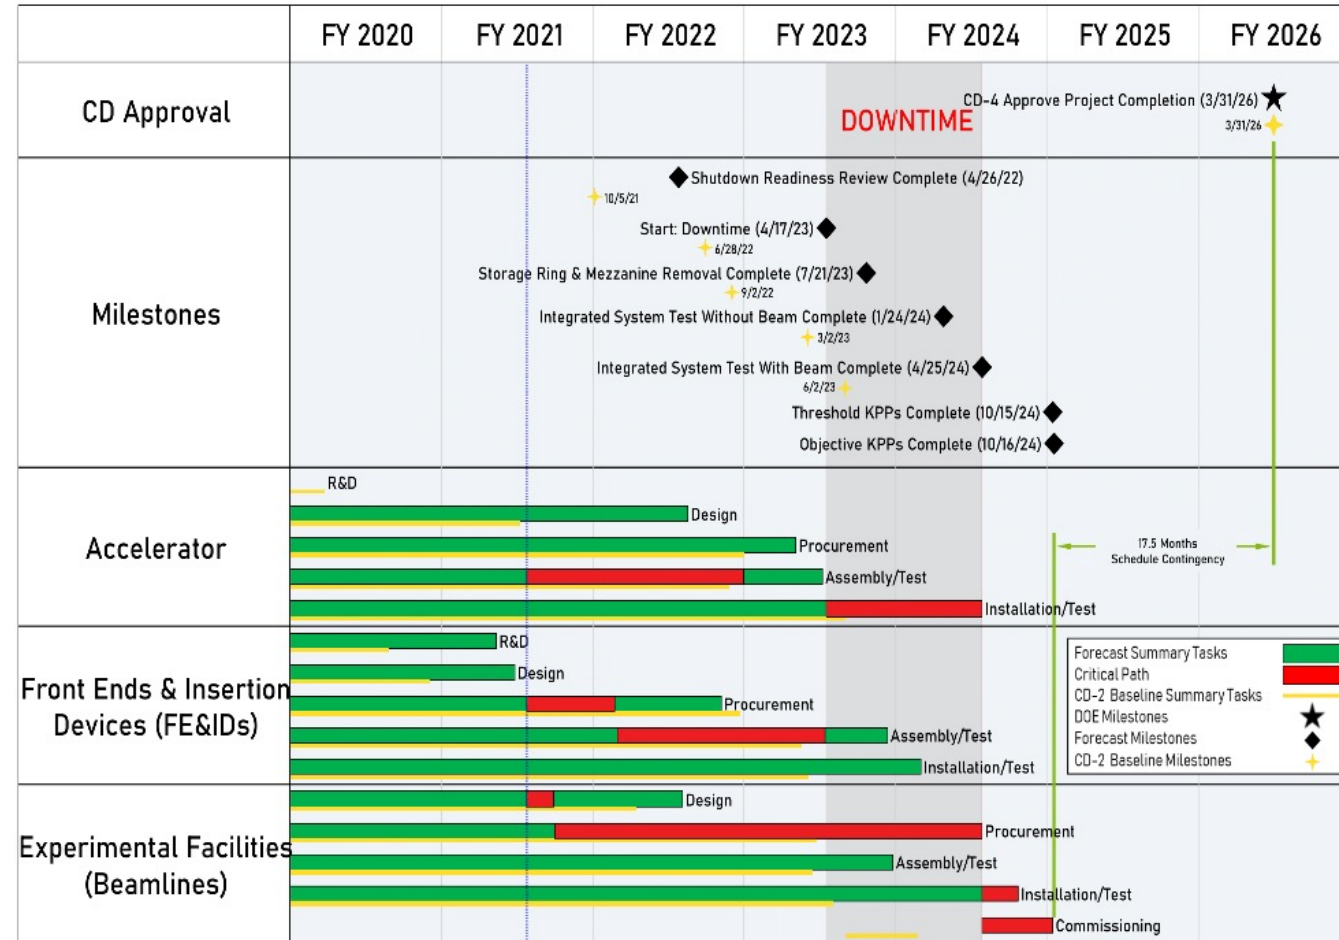 FY 2020 FY 2021 FY 2022 FY 2023 FY 2024 FY 2025 FY 2026
CD Approval
CD-4 Approve Project Completion (3/31/26)
DOWNTIME
3/31/26
Milestones
Shutdown Readiness Review Complete (4/26/22)
10/5/21
Start: Downtime (4/17/23)
6/28/22
Storage Ring & Mezzanine Removal Complete (7/21/23)
9/2/22
Integrated System Test Without Beam Complete (1/24/24)
3/2/23
Integrated System Test With Beam Complete (4/25/24)
6/2/23
Threshold KPPs Complete (10/15/24)
Objective KPPs Complete (10/16/24)
Accelerator
R&D
Design
Procurement
Assembly/Test
Installation/Test
17.5 Months
Schedule Contingency
Front Ends & Insertion
Devices (FE&IDs)
R&D
Design
Procurement
Assembly/Test
Installation/Test
Forecast Summary Tasks
Critical Path
CD-2 Baseline Summary Tasks
DOE Milestones
Forecast Milestones
CD-2 Baseline Milestones
Experimental Facilities
(Beamlines)
Design
Procurement
Assembly/Test
Installation/Test
Commissioning